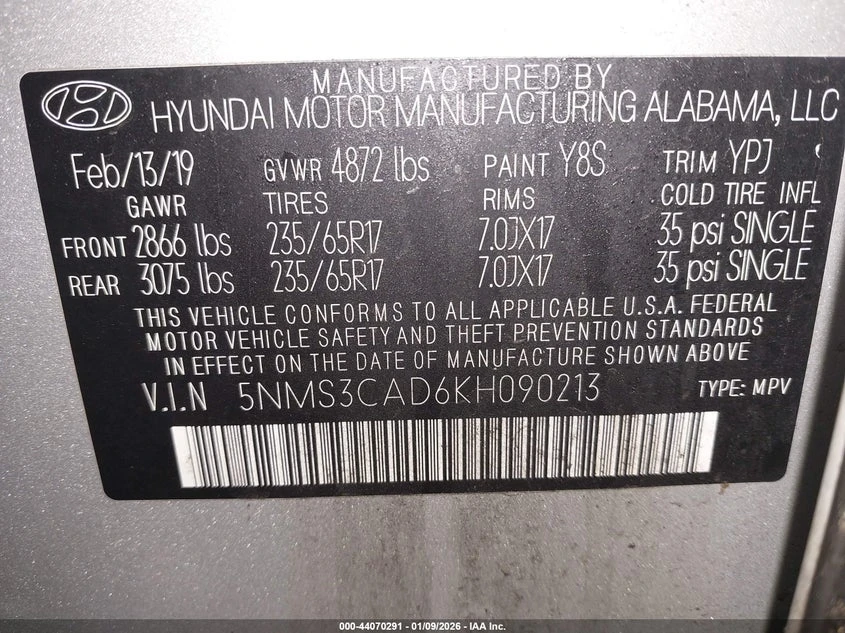 MANUFACTURED BY
HYUNDAI MOTOR MANUFACTURING ALABAMA, LLC
Feb/13/19 GVWR 4872 lbs PAINT Y8S TRIM YPJ
GAWR TIRES RIMS COLD TIRE INFL
FRONT 2866 lbs 235/65R17 7.0JX17 35 psi SINGLE
REAR 3075 lbs 235/65R17 7.0JX17 35 psi SINGLE
THIS VEHICLE CONFORMS TO ALL APPLICABLE U.S.A. FEDERAL
MOTOR VEHICLE SAFETY AND THEFT PREVENTION STANDARDS
IN EFFECT ON THE DATE OF MANUFACTURE SHOWN ABOVE
V.I.N 5NMS3CAD6KH090213 TYPE: MPV
000-44070291 - 01/09/2026 - IAA Inc.